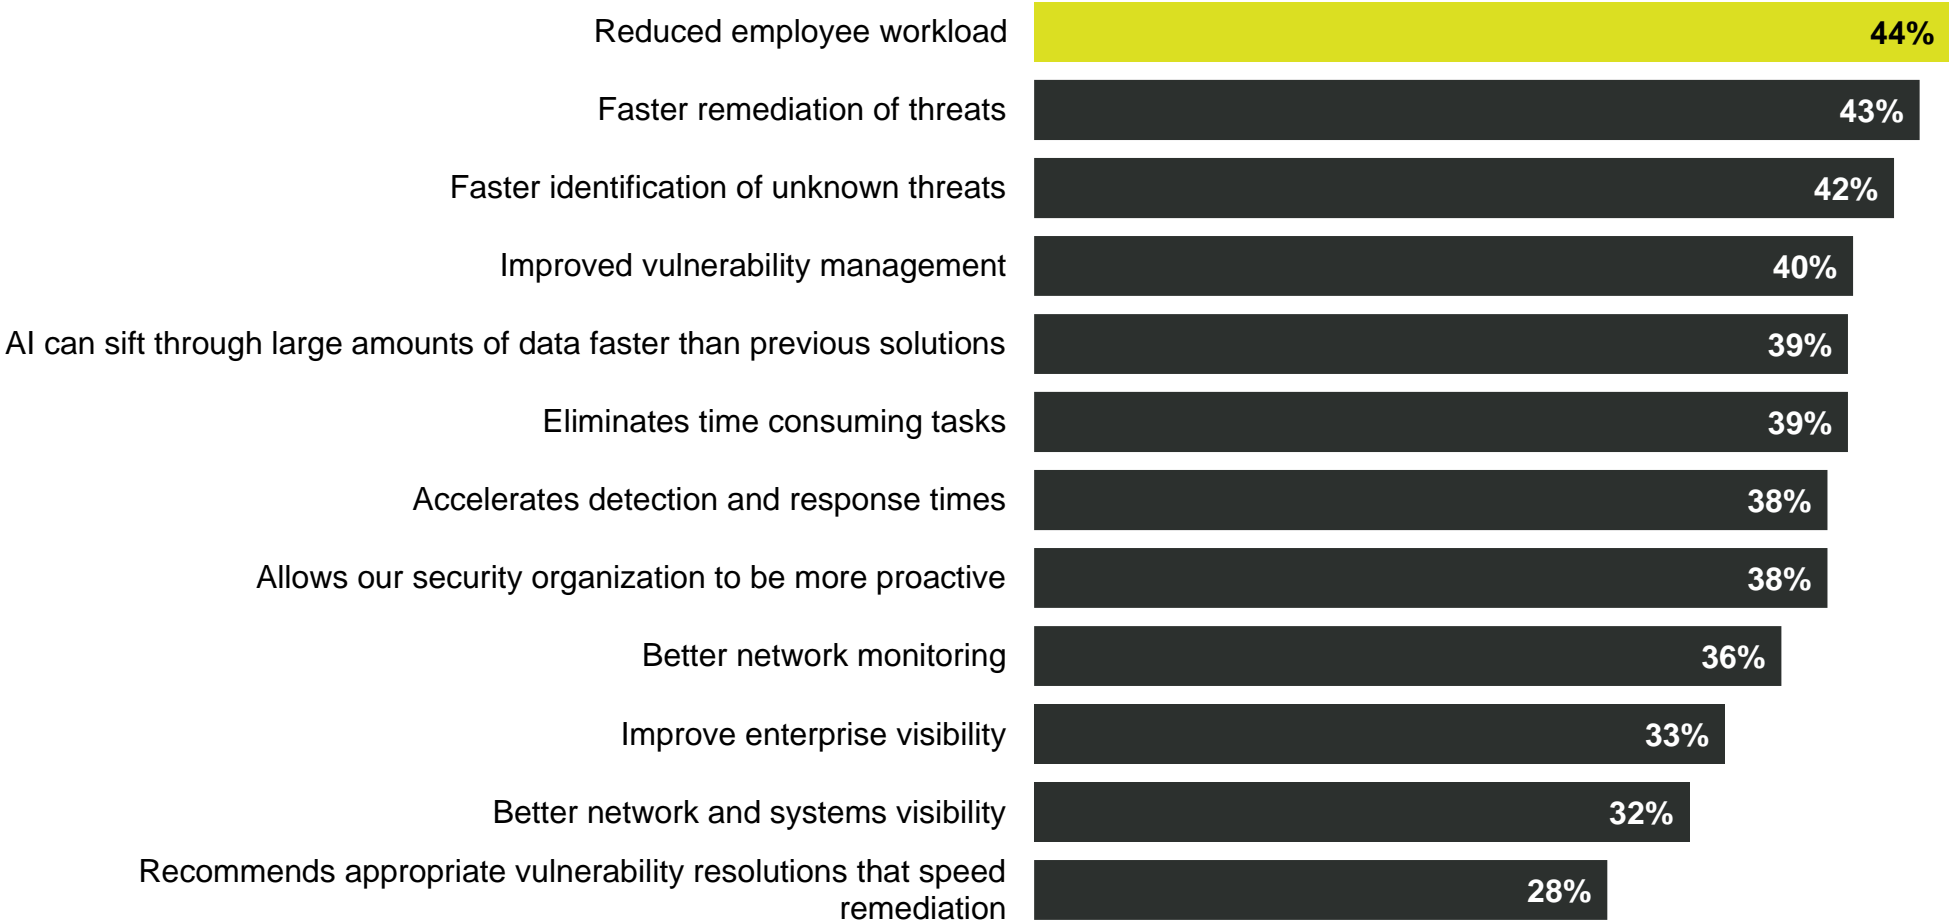 Reduced employee workload 44%
Faster remediation of threats 43%
Faster identification of unknown threats 42%
Improved vulnerability management 40%
AI can sift through large amounts of data faster than previous solutions 39%
Eliminates time consuming tasks 39%
Accelerates detection and response times 38%
Allows our security organization to be more proactive 38%
Better network monitoring 36%
Improve enterprise visibility 33%
Better network and systems visibility 32%
Recommends appropriate vulnerability resolutions that speed
remediation 28%